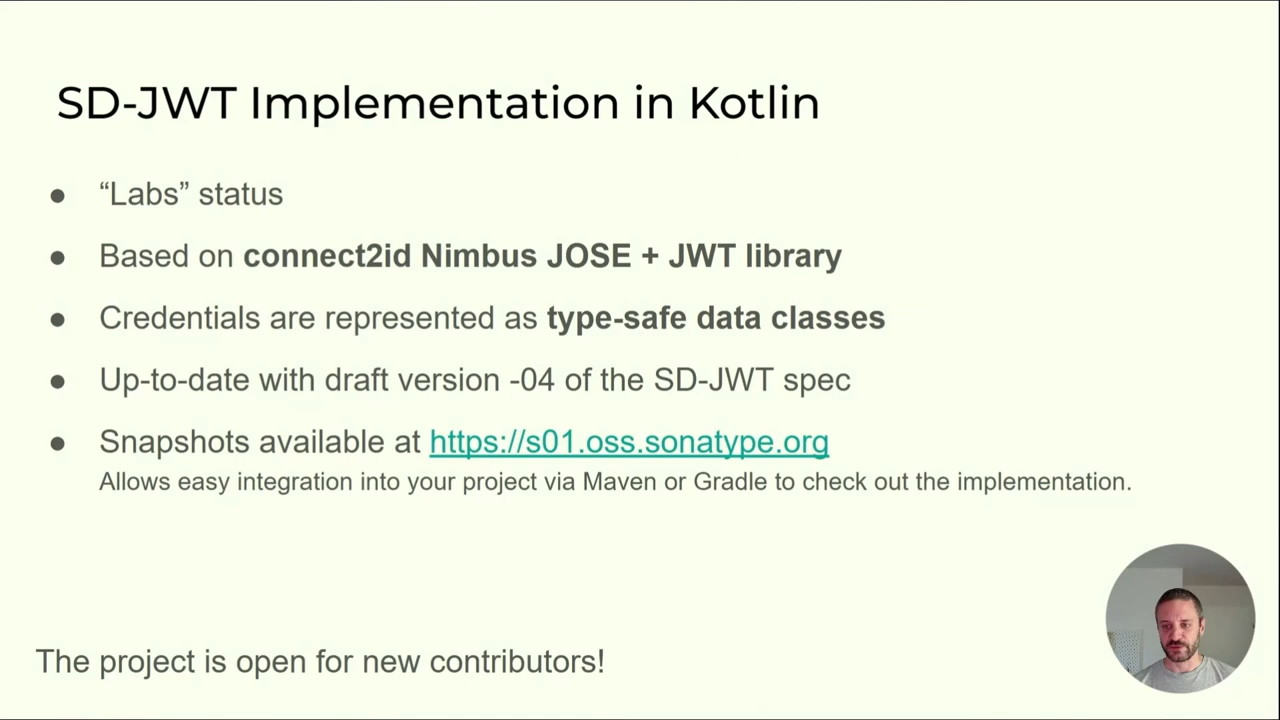 SD-JWT Implementation in Kotlin
● “Labs” status
● Based on connect2id Nimbus JOSE + JWT library
● Credentials are represented as type-safe data classes
● Up-to-date with draft version -04 of the SD-JWT spec
● Snapshots available at https://s01.oss.sonatype.org
Allows easy integration into your project via Maven or Gradle to check out the implementation.
The project is open for new contributors!